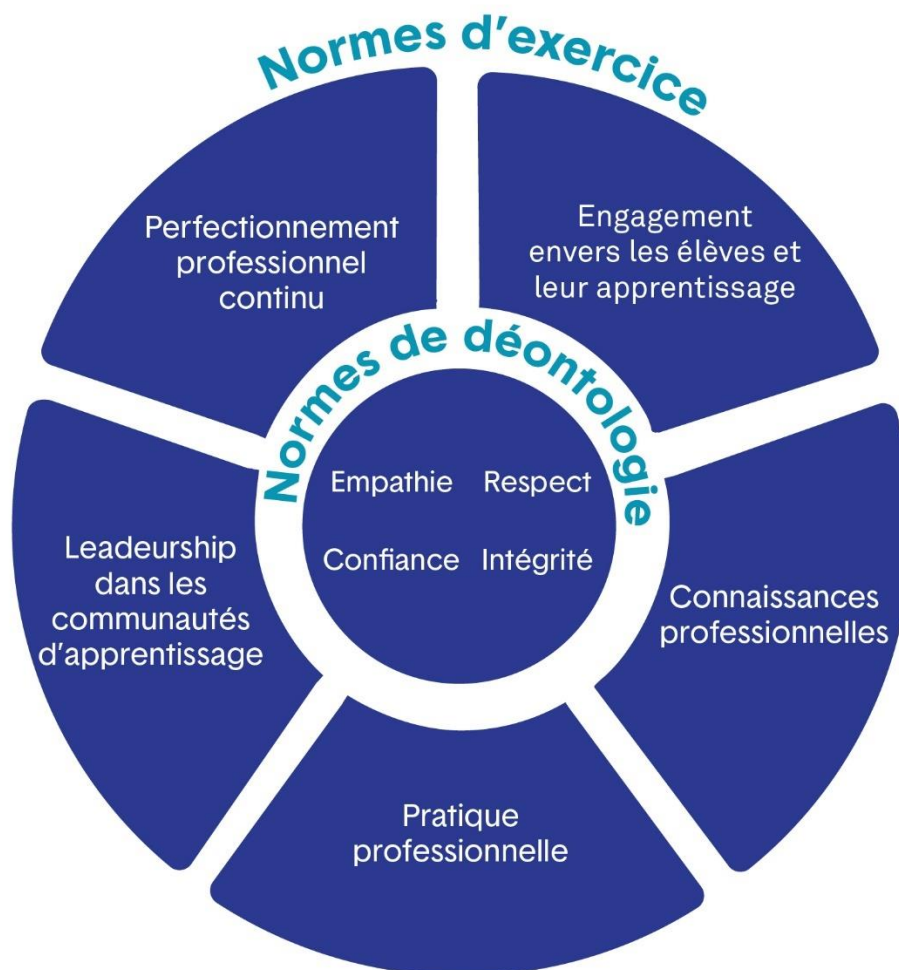 Normes d'exercice
Perfectionnement
professionnel
continu
Engagement
envers les élèves et
leur apprentissage
Normes de déontologie
Empathie Respect
Confiance Intégrité
Leadeurship
dans les
communautés
d'apprentissage
Connaissances
professionnelles
Pratique
professionnelle